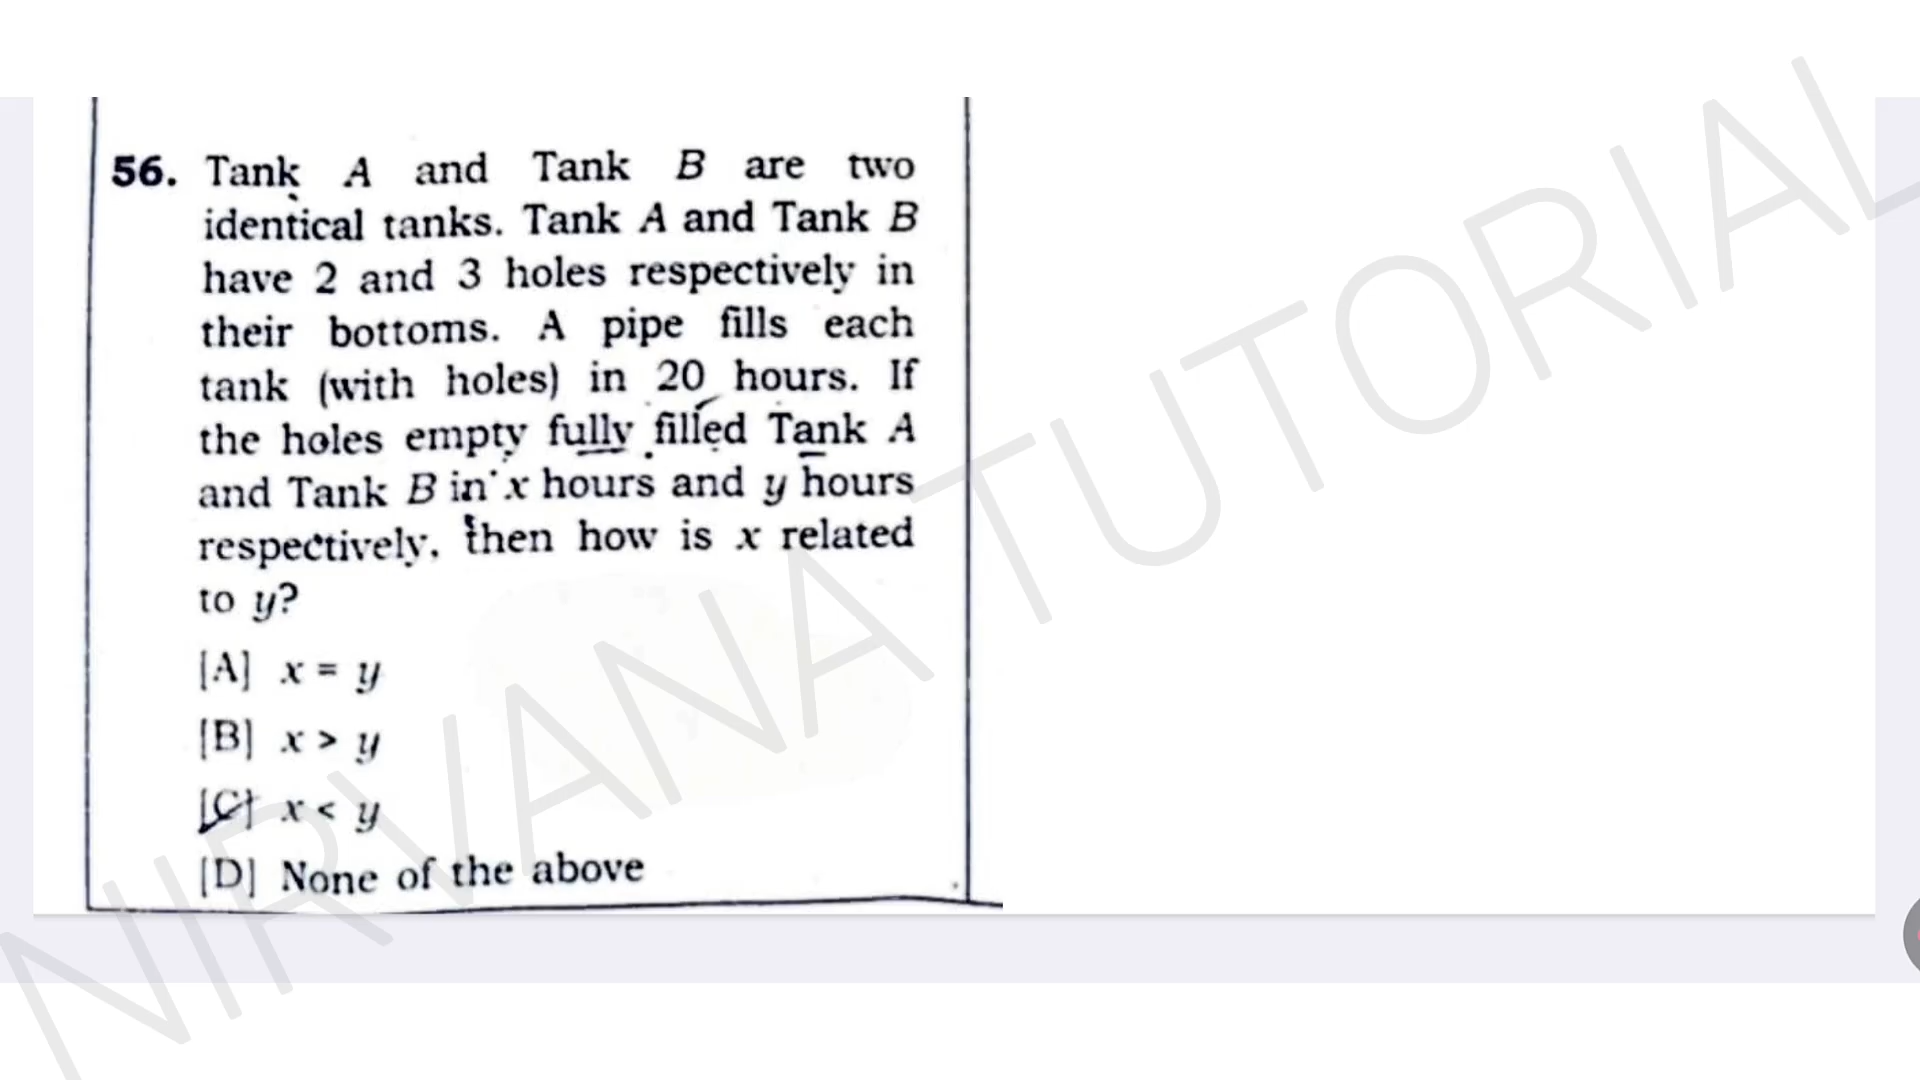 56. Tank A and Tank B are two
identical tanks. Tank A and Tank B
have 2 and 3 holes respectively in
their bottoms. A pipe fills each
tank (with holes) in 20 hours. If
the holes empty fully filled Tank A
and Tank B in x hours and y hours
respectively, then how is x related
to y?
[A] x = y
[B] x > y
[C] x < y
[D] None of the above
NIRVANA TUTORIAL